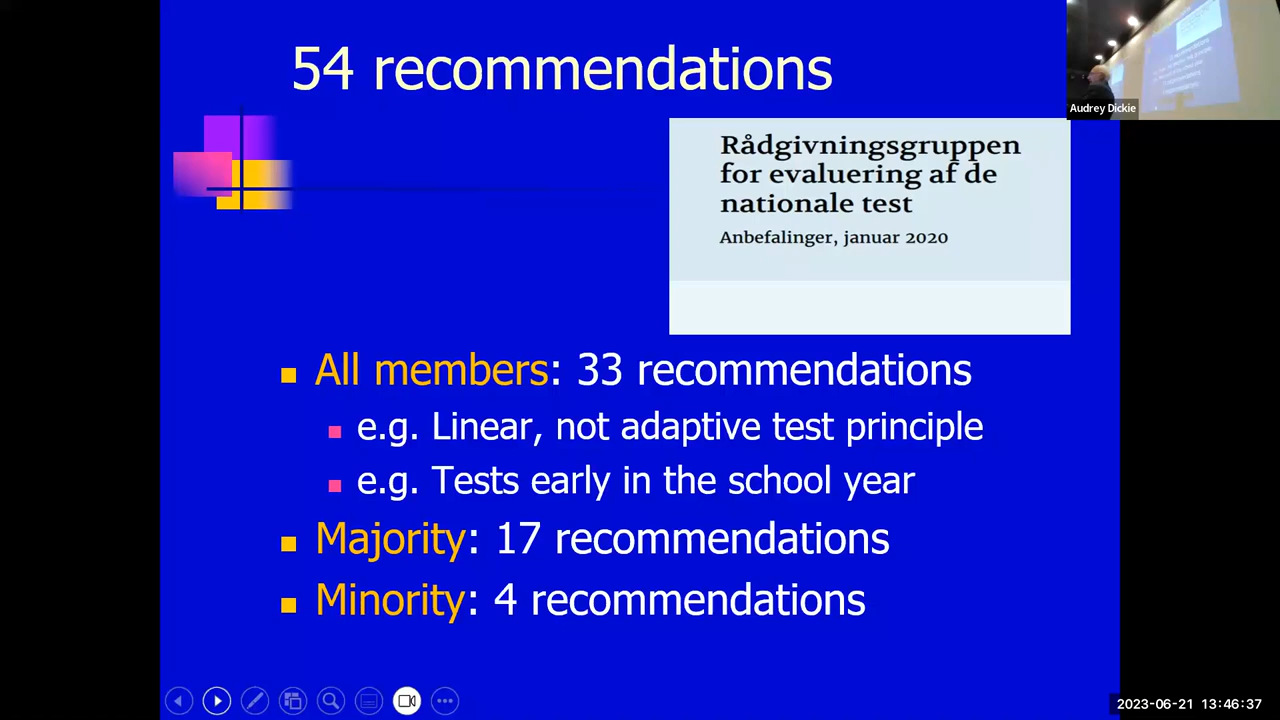 54 recommendations
Audrey Dickie
Rådgivningsgruppen
for evaluering af de
nationale test
Anbefalinger, januar 2020
All members: 33 recommendations
e.g. Linear, not adaptive test principle
e.g. Tests early in the school year
Majority: 17 recommendations
Minority: 4 recommendations
2023-06-21 13:46:37